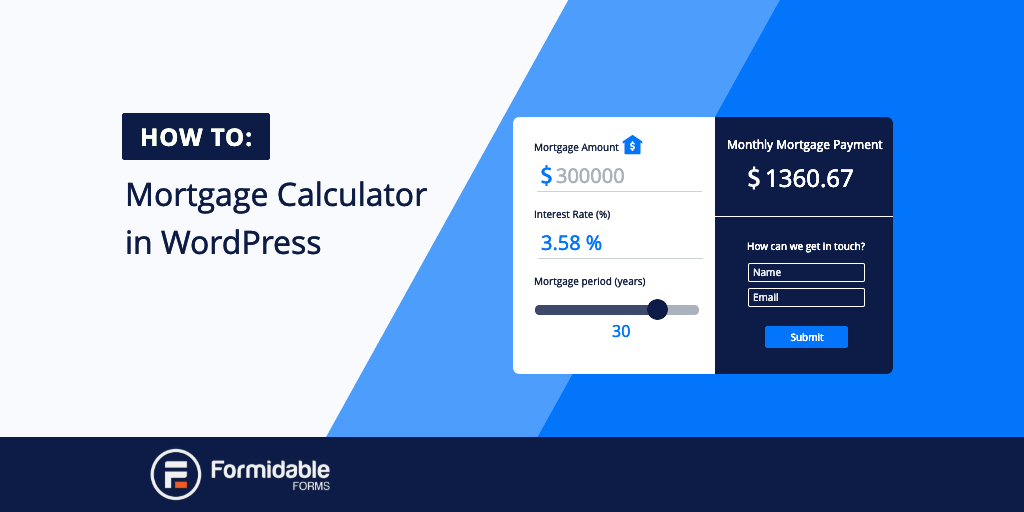 HOW TO:
Mortgage Calculator
in WordPress
Mortgage Amount
$
$ 300000
Interest Rate (%)
3.58 %
Mortgage period (years)
30
Monthly Mortgage Payment
$ 1360.67
How can we get in touch?
Name
Email
Submit
Formidable
FORMS